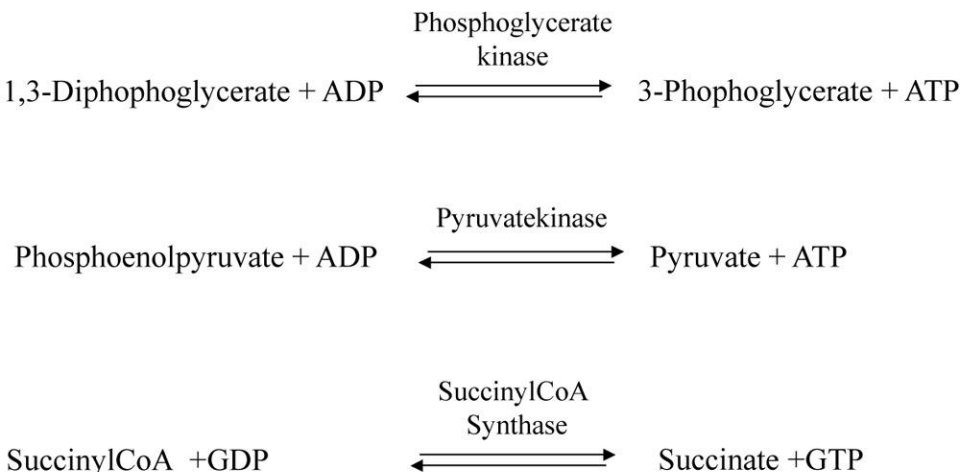 Phosphoglycerate
kinase
1,3-Diphophoglycerate + ADP
3-Phophoglycerate + ATP
Pyruvatekinase
Phosphoenolpyruvate + ADP
Pyruvate + ATP
SuccinylCoA
Synthase
SuccinylCoA +GDP
Succinate +GTP